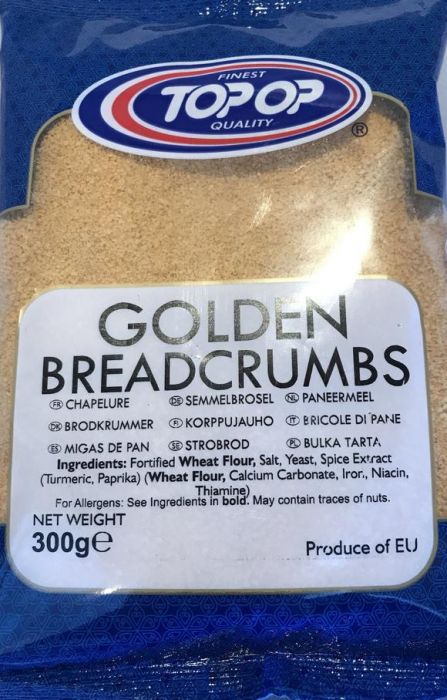 FINEST
TOP OP
QUALITY
®
GOLDEN
BREADCRUMBS
FR CHAPELURE DE SEMMELBROSEL NL PANEERMEEL
DK BRODKRUMMER FI KORPPUJAUHO IT BRICOLE DI PANE
ES MIGAS DE PAN SE STROBROD PL BULKA TARTA
Ingredients: Fortified Wheat Flour, Salt, Yeast, Spice Extract
(Turmeric, Paprika) (Wheat Flour, Calcium Carbonate, Iron, Niacin,
Thiamine)
For Allergens: See Ingredients in bold. May contain traces of nuts.
NET WEIGHT
300g℮
Produce of EU